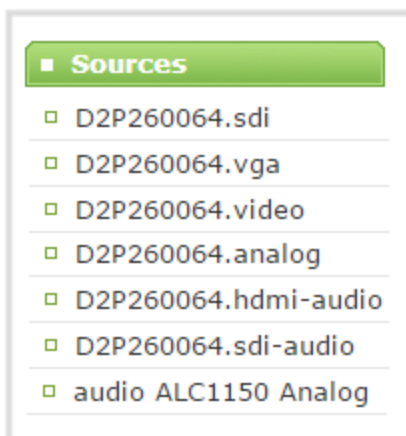 Sources
D2P260064.sdi
D2P260064.vga
D2P260064.video
D2P260064.analog
D2P260064.hdmi-audio
D2P260064.sdi-audio
audio ALC1150 Analog